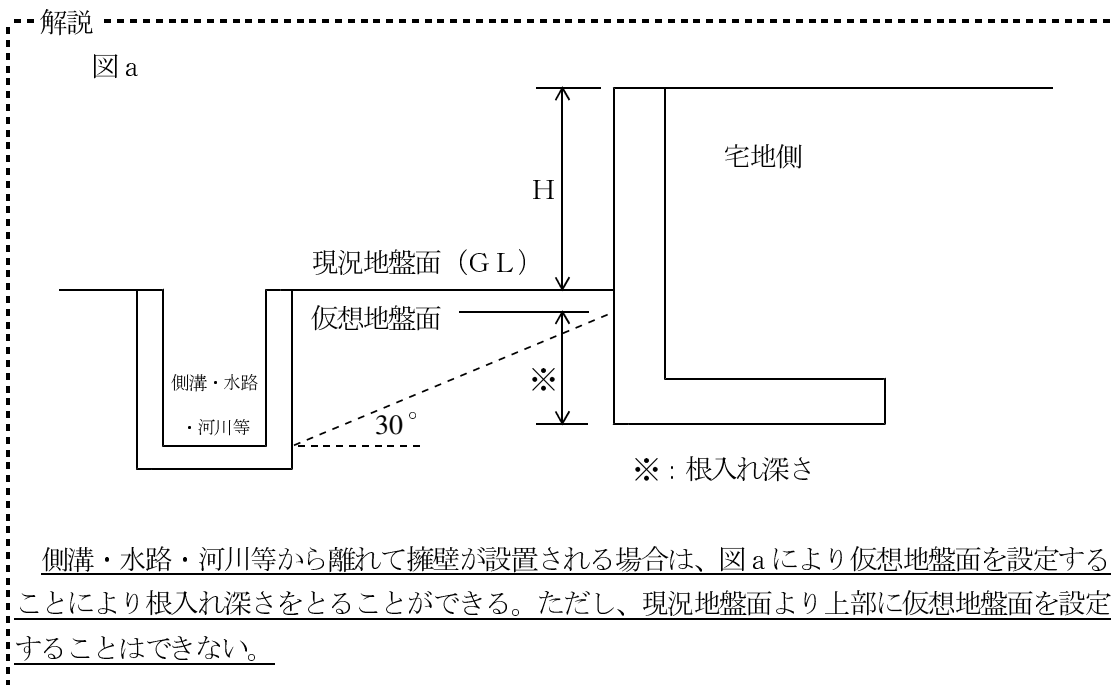 解説
図a
宅地側
H
現況地盤面（ＧＬ）
仮想地盤面
側溝・水路
・河川等
※
30°
※：根入れ深さ
側溝・水路・河川等から離れて擁壁が設置される場合は、図aにより仮想地盤面を設定する
ことにより根入れ深さをとることができる。ただし、現況地盤面より上部に仮想地盤面を設定
することはできない。